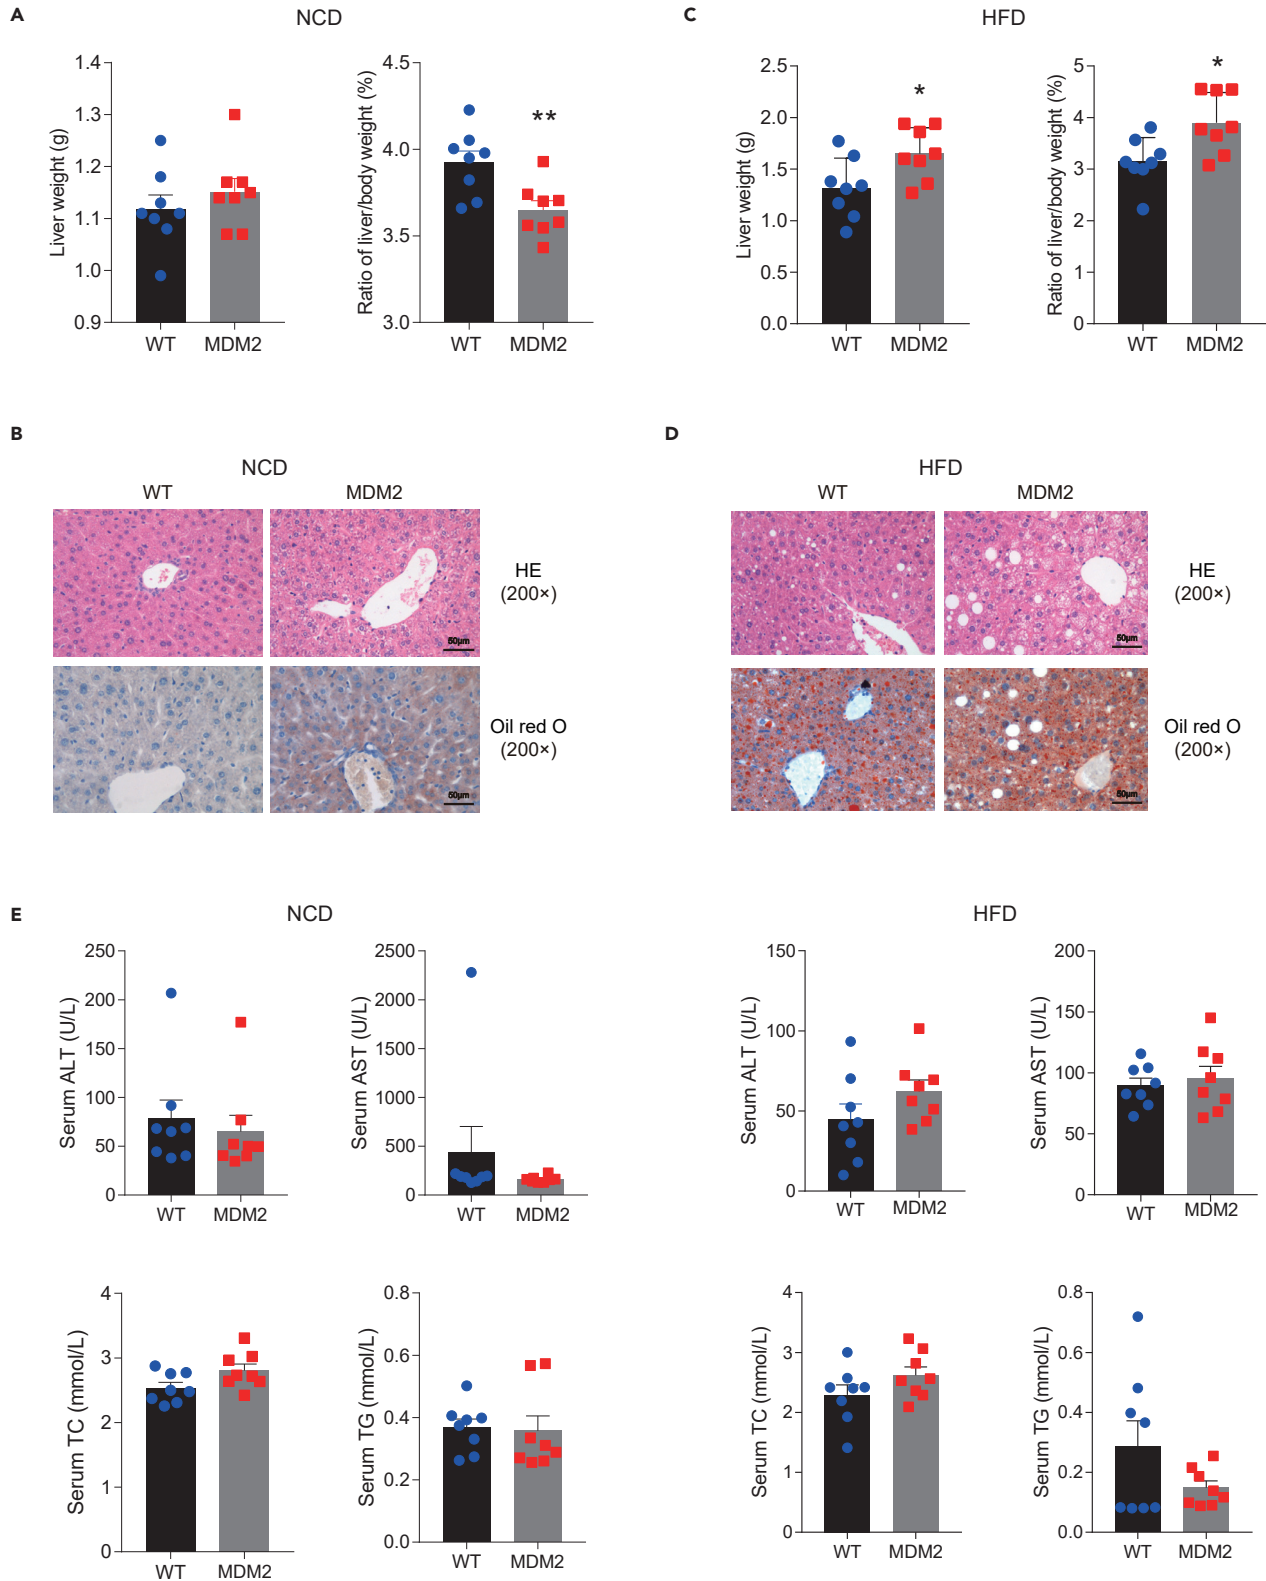 A
NCD
Liver weight (g)
1.4
1.3
1.2
1.1
1.0
0.9
WT MDM2
Ratio of liver/body weight (%)
4.5
4.0
3.5
3.0
**
WT MDM2
C
HFD
Liver weight (g)
2.5
2.0
1.5
1.0
0.5
0.0
*
WT MDM2
Ratio of liver/body weight (%)
5
4
3
2
1
0
*
WT MDM2
B
NCD
WT MDM2
HE
(200×)
50μm
Oil red O
(200×)
50μm
D
HFD
WT MDM2
HE
(200×)
50μm
Oil red O
(200×)
50μm
E
NCD
Serum ALT (U/L)
250
200
150
100
50
0
WT MDM2
Serum AST (U/L)
2500
2000
1500
1000
500
0
WT MDM2
HFD
Serum ALT (U/L)
150
100
50
0
WT MDM2
Serum AST (U/L)
200
150
100
50
0
WT MDM2
Serum TC (mmol/L)
4
3
2
1
0
WT MDM2
Serum TG (mmol/L)
0.8
0.6
0.4
0.2
0.0
WT MDM2
Serum TC (mmol/L)
4
3
2
1
0
WT MDM2
Serum TG (mmol/L)
0.8
0.6
0.4
0.2
0.0
WT MDM2